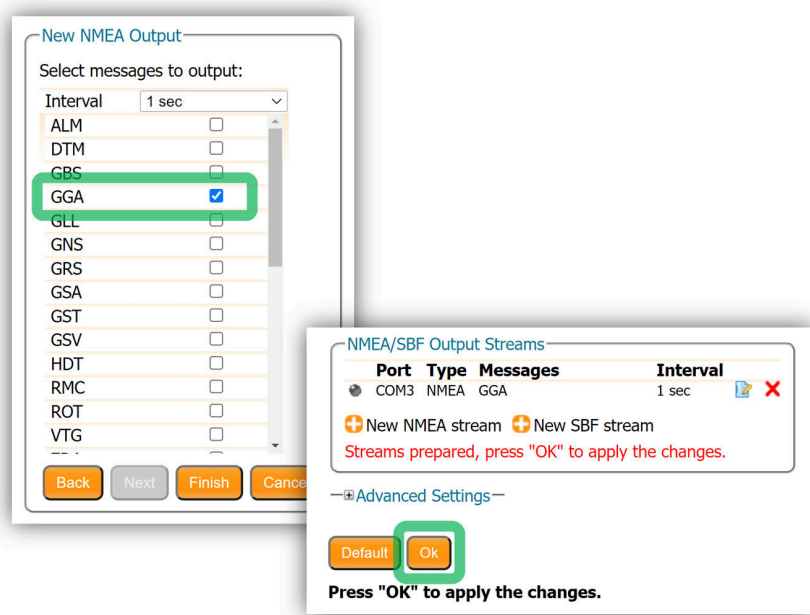 New NMEA Output
Select messages to output:
Interval 1 sec
ALM
DTM
GBS
GGA
GLL
GNS
GRS
GSA
GST
GSV
HDT
RMC
ROT
VTG
Back Next Finish Cance
NMEA/SBF Output Streams
Port Type Messages Interval
COM3 NMEA GGA 1 sec
New NMEA stream New SBF stream
Streams prepared, press "OK" to apply the changes.
Advanced Settings
Default Ok
Press "OK" to apply the changes.